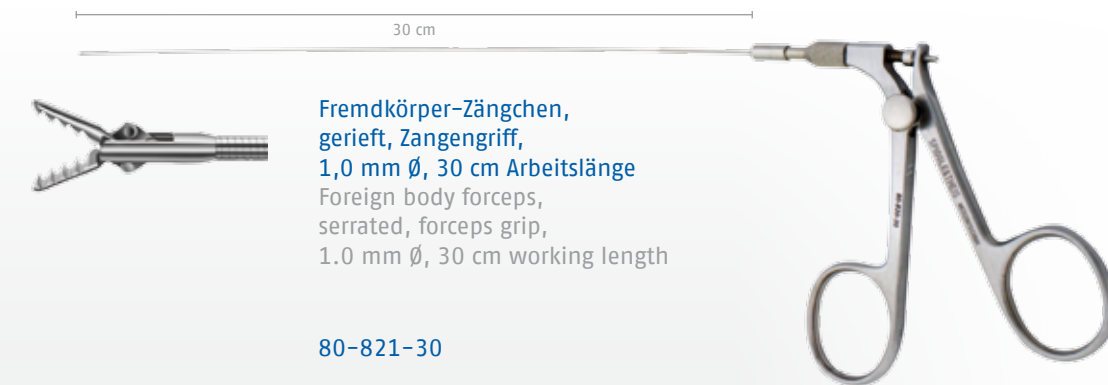 30 cm
Fremdkörper-Zängchen,
gerieft, Zangengriff,
1,0 mm Ø, 30 cm Arbeitslänge
Foreign body forceps,
serrated, forceps grip,
1.0 mm Ø, 30 cm working length
80-821-30